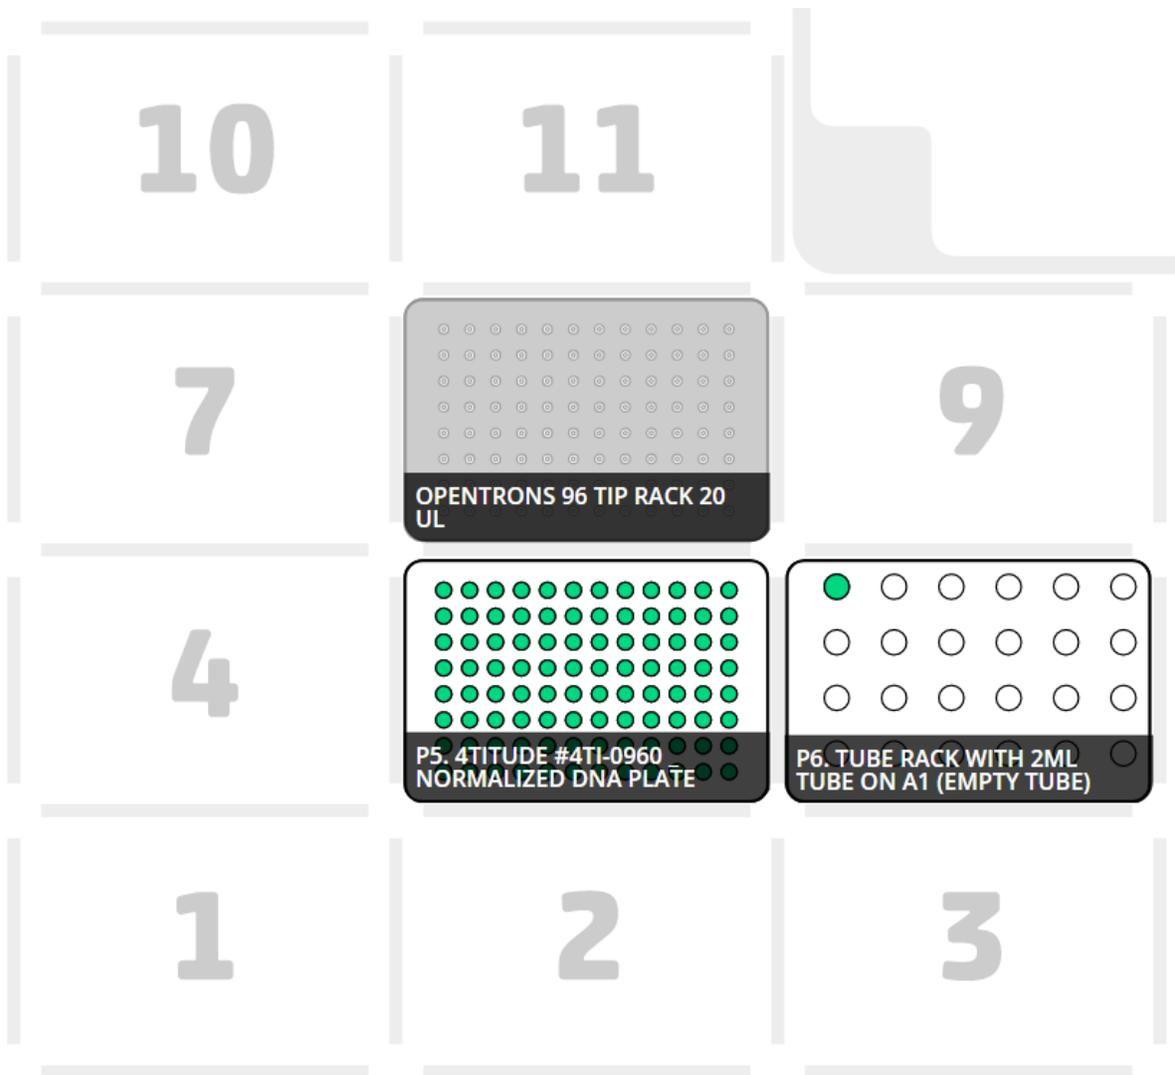 10
11
7
OPENTRONS 96 TIP RACK 20
UL
9
4
P5. 4TITUDE #4TI-0960 _
NORMALIZED DNA PLATE
P6. TUBE RACK WITH 2ML
TUBE ON A1 (EMPTY TUBE)
1
2
3